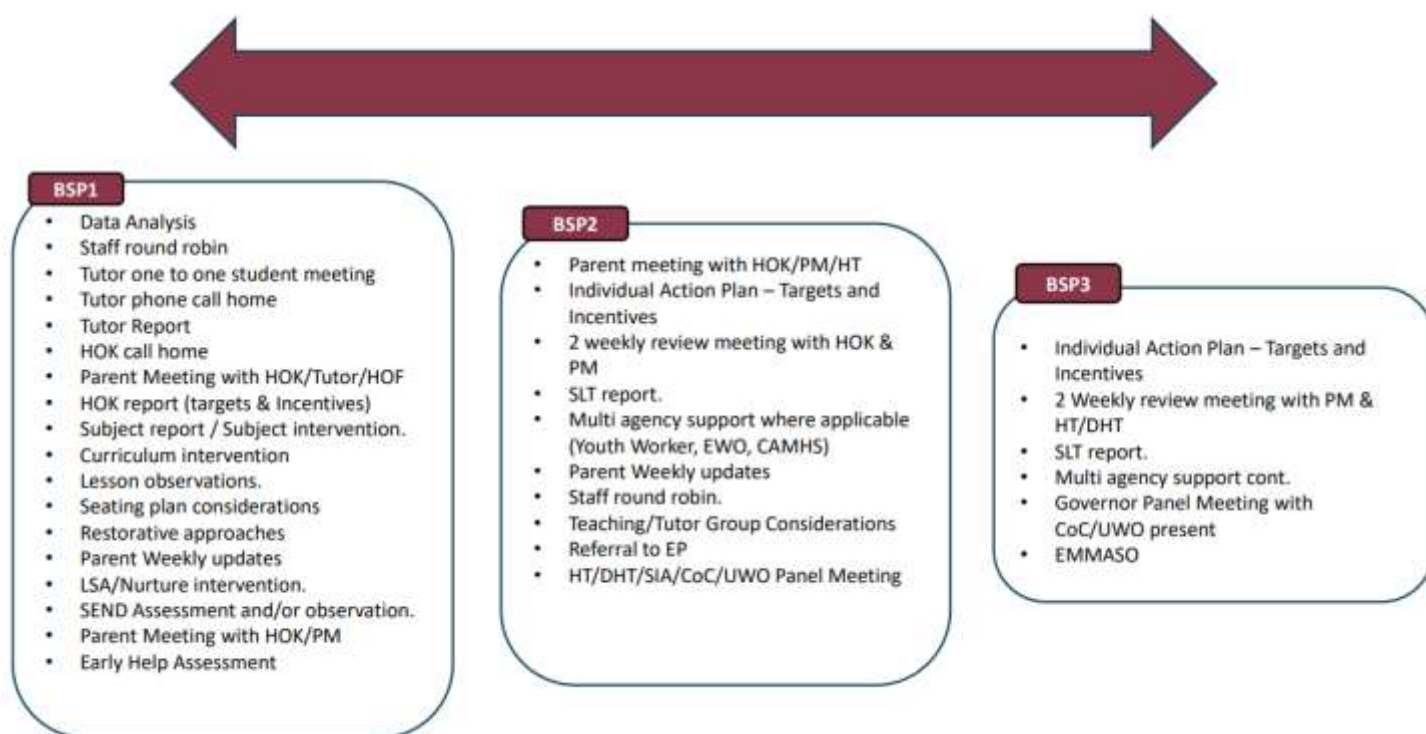 BSP1
• Data Analysis
• Staff round robin
• Tutor one to one student meeting
• Tutor phone call home
• Tutor Report
• HOK call home
• Parent Meeting with HOK/Tutor/HOF
• HOK report (targets & Incentives)
• Subject report / Subject intervention.
• Curriculum intervention
• Lesson observations.
• Seating plan considerations
• Restorative approaches
• Parent Weekly updates
• LSA/Nurture intervention.
• SEND Assessment and/or observation.
• Parent Meeting with HOK/PM
• Early Help Assessment
BSP2
• Parent meeting with HOK/PM/HT
• Individual Action Plan – Targets and
Incentives
• 2 weekly review meeting with HOK &
PM
• SLT report.
• Multi agency support where applicable
(Youth Worker, EWO, CAMHS)
• Parent Weekly updates
• Staff round robin.
• Teaching/Tutor Group Considerations
• Referral to EP
• HT/DHT/SIA/CoC/UWO Panel Meeting
BSP3
• Individual Action Plan – Targets and
Incentives
• 2 Weekly review meeting with PM &
HT/DHT
• SLT report.
• Multi agency support cont.
• Governor Panel Meeting with
CoC/UWO present
• EMMASO